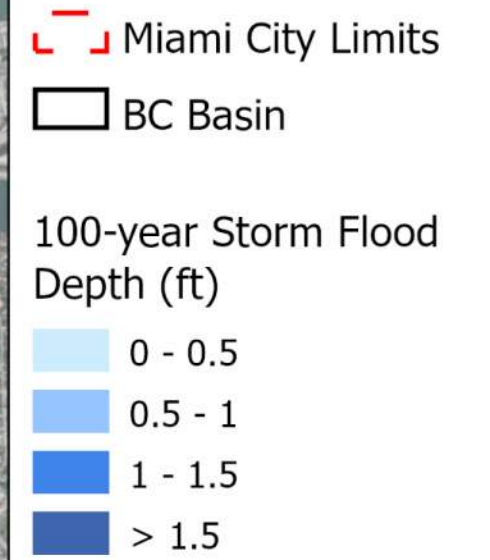 Miami City Limits
BC Basin
100-year Storm Flood
Depth (ft)
0 - 0.5
0.5 - 1
1 - 1.5
> 1.5